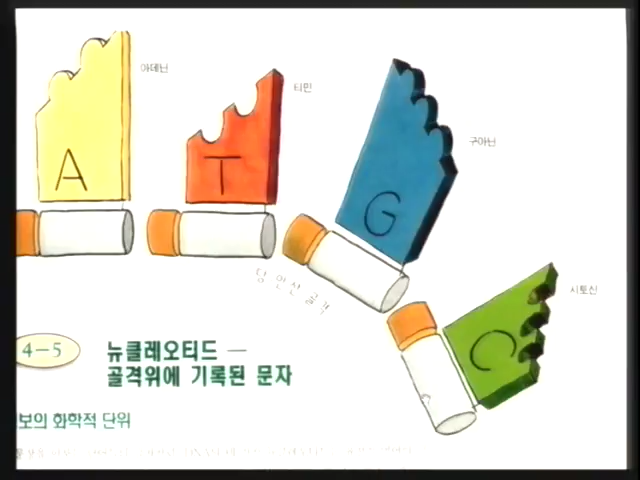 아데닌
티민
구아닌
시토신
A
T
G
C
당 인산 골격
4-5
뉴클레오티드 —
골격위에 기록된 문자
보의 화학적 단위